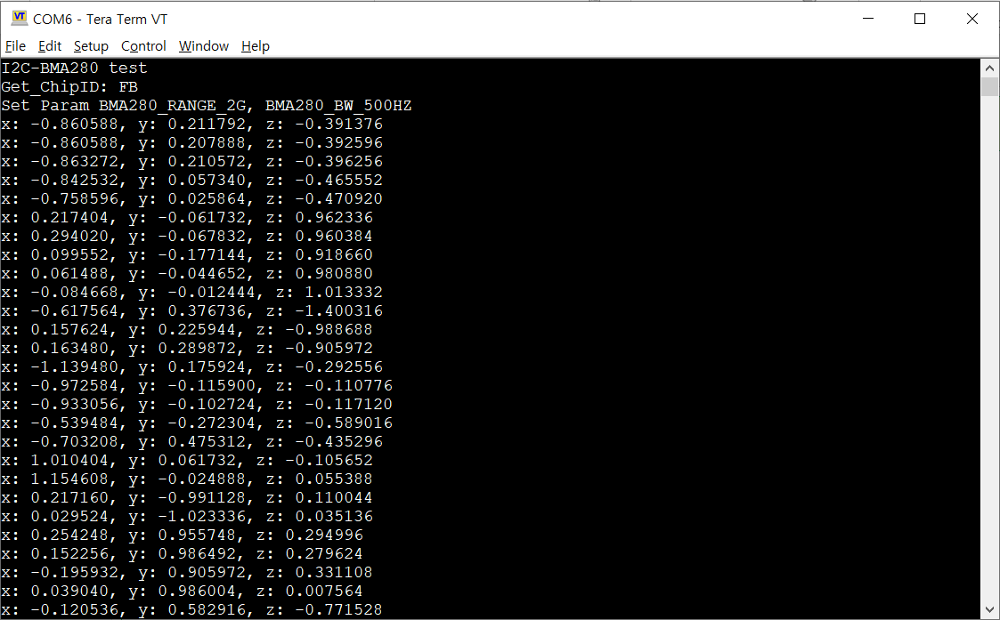 VT COM6 - Tera Term VT
File Edit Setup Control Window Help
I2C-BMA280 test
Get_ChipID: FB
Set Param BMA280_RANGE_2G, BMA280_BW_500HZ
x: -0.860588, y: 0.211792, z: -0.391376
x: -0.860588, y: 0.207888, z: -0.392596
x: -0.863272, y: 0.210572, z: -0.396256
x: -0.842532, y: 0.057340, z: -0.465552
x: -0.758596, y: 0.025864, z: -0.470920
x: 0.217404, y: -0.061732, z: 0.962336
x: 0.294020, y: -0.067832, z: 0.960384
x: 0.099552, y: -0.177144, z: 0.918660
x: 0.061488, y: -0.044652, z: 0.980880
x: -0.084668, y: -0.012444, z: 1.013332
x: -0.617564, y: 0.376736, z: -1.400316
x: 0.157624, y: 0.225944, z: -0.988688
x: 0.163480, y: 0.289872, z: -0.905972
x: -1.139480, y: 0.175924, z: -0.292556
x: -0.972584, y: -0.115900, z: -0.110776
x: -0.933056, y: -0.102724, z: -0.117120
x: -0.539484, y: -0.272304, z: -0.589016
x: -0.703208, y: 0.475312, z: -0.435296
x: 1.010404, y: 0.061732, z: -0.105652
x: 1.154608, y: -0.024888, z: 0.055388
x: 0.217160, y: -0.991128, z: 0.110044
x: 0.029524, y: -1.023336, z: 0.035136
x: 0.254248, y: 0.955748, z: 0.294996
x: 0.152256, y: 0.986492, z: 0.279624
x: -0.195932, y: 0.905972, z: 0.331108
x: 0.039040, y: 0.986004, z: 0.007564
x: -0.120536, y: 0.582916, z: -0.771528